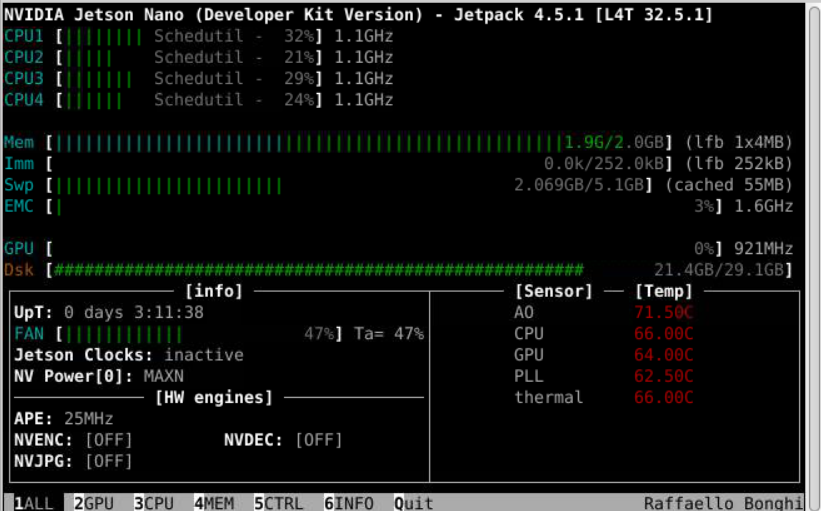 NVIDIA Jetson Nano (Developer Kit Version) - Jetpack 4.5.1 [L4T 32.5.1]
CPU1 [|||||||| Schedutil - 32%] 1.1GHz
CPU2 [||||| Schedutil - 21%] 1.1GHz
CPU3 [||||||| Schedutil - 29%] 1.1GHz
CPU4 [|||||| Schedutil - 24%] 1.1GHz
Mem [|||||||||||||||||||||||||||||||||||||||||||||||||||1.9G/2.0GB] (lfb 1x4MB)
Imm [ 0.0k/252.0kB] (lfb 252kB)
Swp [||||||||||||||||||||||| 2.069GB/5.1GB] (cached 55MB)
EMC [| 3%] 1.6GHz
GPU [ 0%] 921MHz
Dsk [##################################################### 21.4GB/29.1GB]
[info] [Sensor] [Temp]
UpT: 0 days 3:11:38 AO 71.50C
FAN [|||||||||||| 47%] Ta= 47% CPU 66.00C
Jetson Clocks: inactive GPU 64.00C
NV Power[0]: MAXN PLL 62.50C
[HW engines] thermal 66.00C
APE: 25MHz
NVENC: [OFF] NVDEC: [OFF]
NVJPG: [OFF]
1ALL 2GPU 3CPU 4MEM 5CTRL 6INFO Quit Raffaello Bonghi